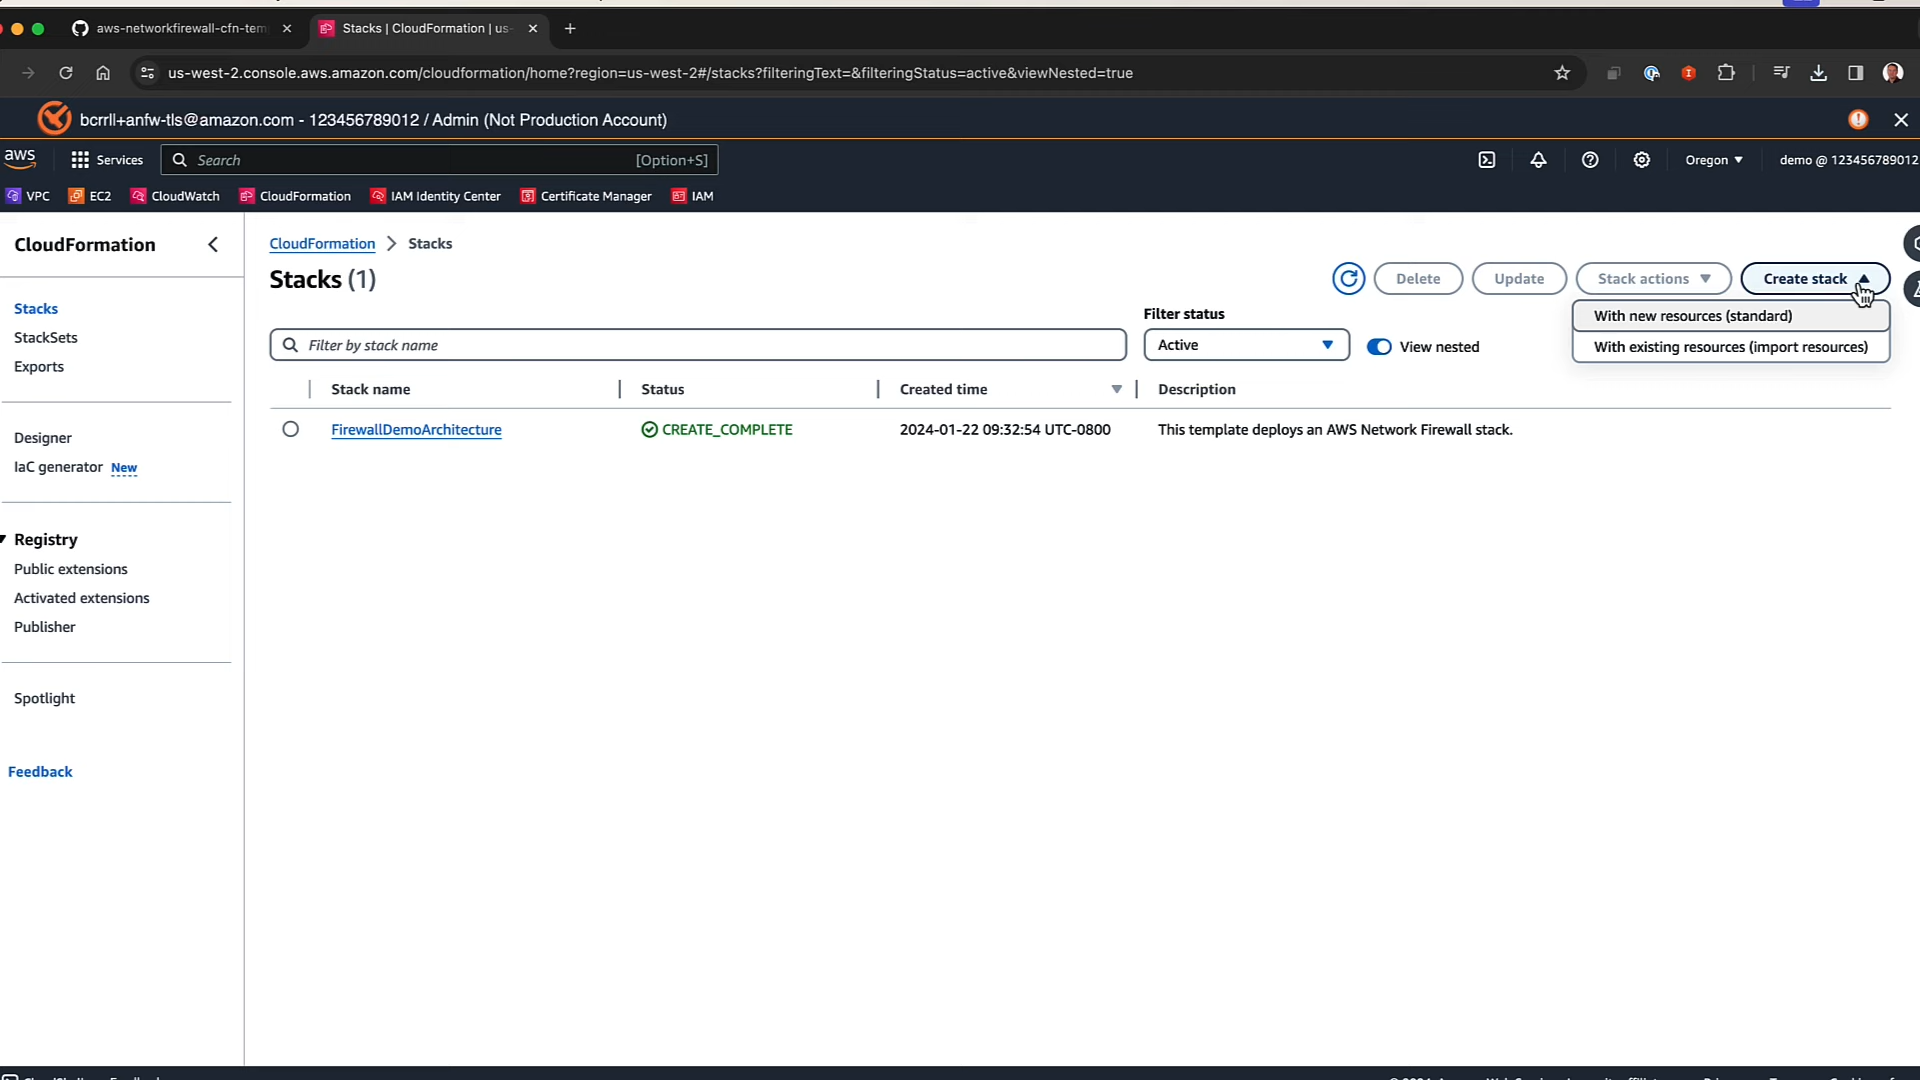 aws-networkfirewall-cfn-tem
Stacks | CloudFormation | us-
us-west-2.console.aws.amazon.com/cloudformation/home?region=us-west-2#/stacks?filteringText=&filteringStatus=active&viewNested=true
bcrrll+anfw-tls@amazon.com - 123456789012 / Admin (Not Production Account)
aws
Services
Search
[Option+S]
Oregon
demo @ 123456789012
VPC
EC2
CloudWatch
CloudFormation
IAM Identity Center
Certificate Manager
IAM
CloudFormation
Stacks
StackSets
Exports
Designer
IaC generator New
Registry
Public extensions
Activated extensions
Publisher
Spotlight
Feedback
CloudFormation > Stacks
Stacks (1)
Delete
Update
Stack actions
Create stack
With new resources (standard)
With existing resources (import resources)
Filter status
Filter by stack name
Active
View nested
Stack name
Status
Created time
Description
FirewallDemoArchitecture
CREATE_COMPLETE
2024-01-22 09:32:54 UTC-0800
This template deploys an AWS Network Firewall stack.